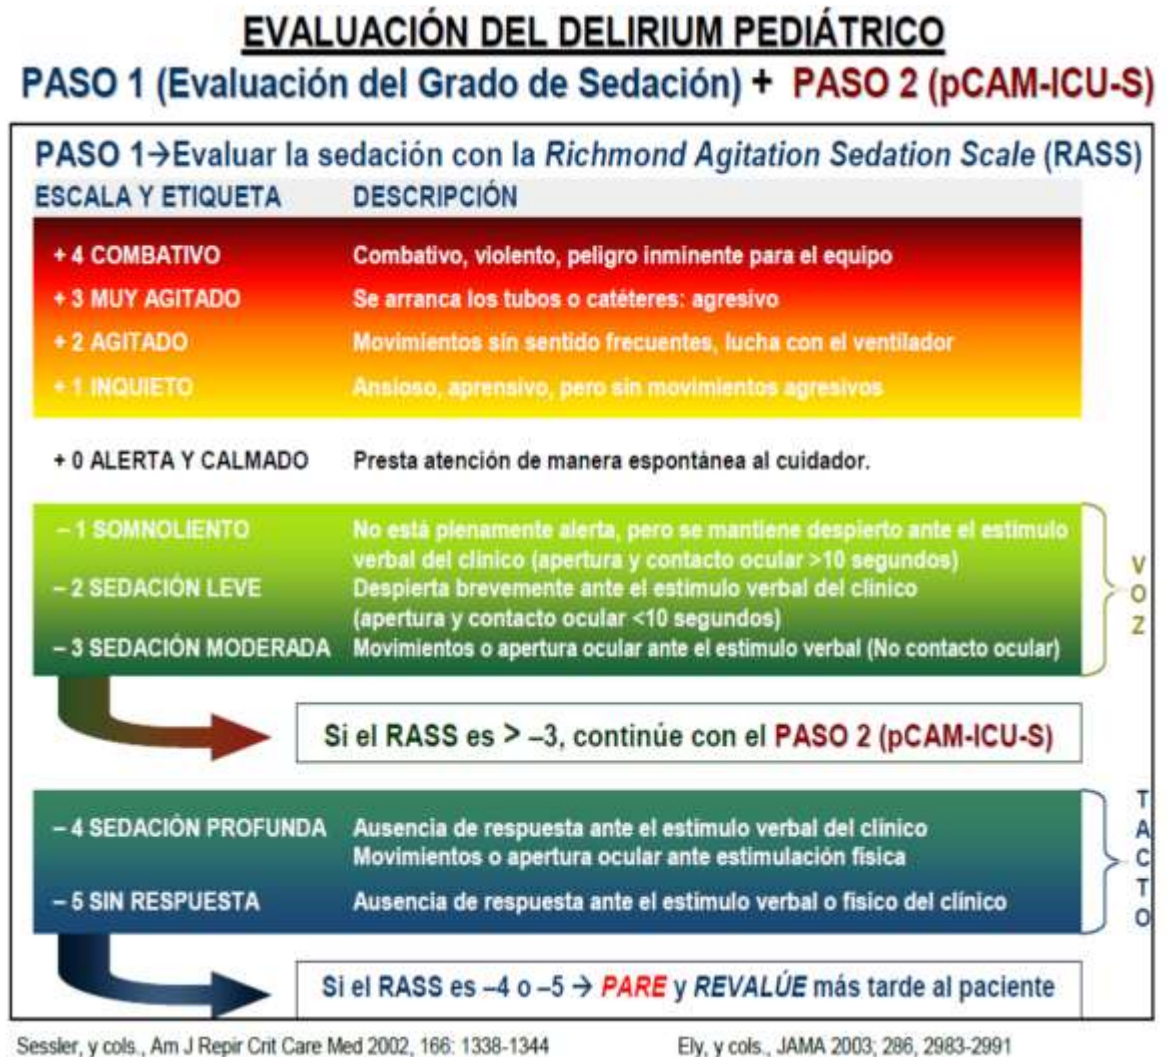 EVALUACIÓN DEL DELIRIUM PEDIÁTRICO
PASO 1 (Evaluación del Grado de Sedación) + PASO 2 (pCAM-ICU-S)
PASO 1→Evaluar la sedación con la Richmond Agitation Sedation Scale (RASS)
ESCALA Y ETIQUETA DESCRIPCIÓN
+ 4 COMBATIVO Combativo, violento, peligro inminente para el equipo
+ 3 MUY AGITADO Se arranca los tubos o catéteres: agresivo
+ 2 AGITADO Movimientos sin sentido frecuentes, lucha con el ventilador
+ 1 INQUIETO Ansioso, aprensivo, pero sin movimientos agresivos
+ 0 ALERTA Y CALMADO Presta atención de manera espontánea al cuidador.
– 1 SOMNOLIENTO No está plenamente alerta, pero se mantiene despierto ante el estimulo
verbal del clínico (apertura y contacto ocular >10 segundos)
– 2 SEDACIÓN LEVE Despierta brevemente ante el estimulo verbal del clínico
(apertura y contacto ocular <10 segundos)
– 3 SEDACIÓN MODERADA Movimientos o apertura ocular ante el estimulo verbal (No contacto ocular)
VOZ
Si el RASS es > –3, continúe con el PASO 2 (pCAM-ICU-S)
– 4 SEDACIÓN PROFUNDA Ausencia de respuesta ante el estimulo verbal del clínico
Movimientos o apertura ocular ante estimulación física
– 5 SIN RESPUESTA Ausencia de respuesta ante el estimulo verbal o físico del clínico
TACTO
Si el RASS es –4 o –5 → PARE y REVALÚE más tarde al paciente
Sessler, y cols., Am J Repir Crit Care Med 2002, 166: 1338-1344 Ely, y cols., JAMA 2003; 286, 2983-2991